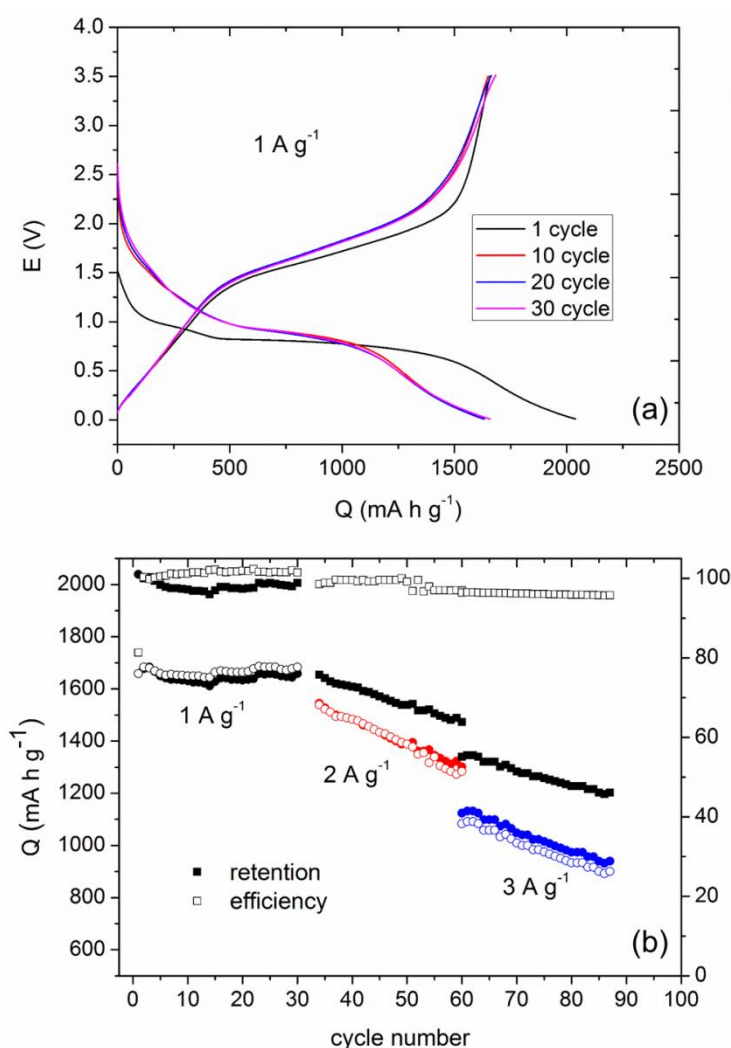 4.0
3.5
3.0
2.5
2.0
1.5
1.0
0.5
0.0
E (V)
1 A g⁻¹
1 cycle
10 cycle
20 cycle
30 cycle
(a)
0 500 1000 1500 2000 2500
Q (mA h g⁻¹)
2000
1800
1600
1400
1200
1000
800
600
Q (mA h g⁻¹)
100
80
60
40
20
0
1 A g⁻¹
2 A g⁻¹
3 A g⁻¹
retention
efficiency
(b)
0 10 20 30 40 50 60 70 80 90 100
cycle number